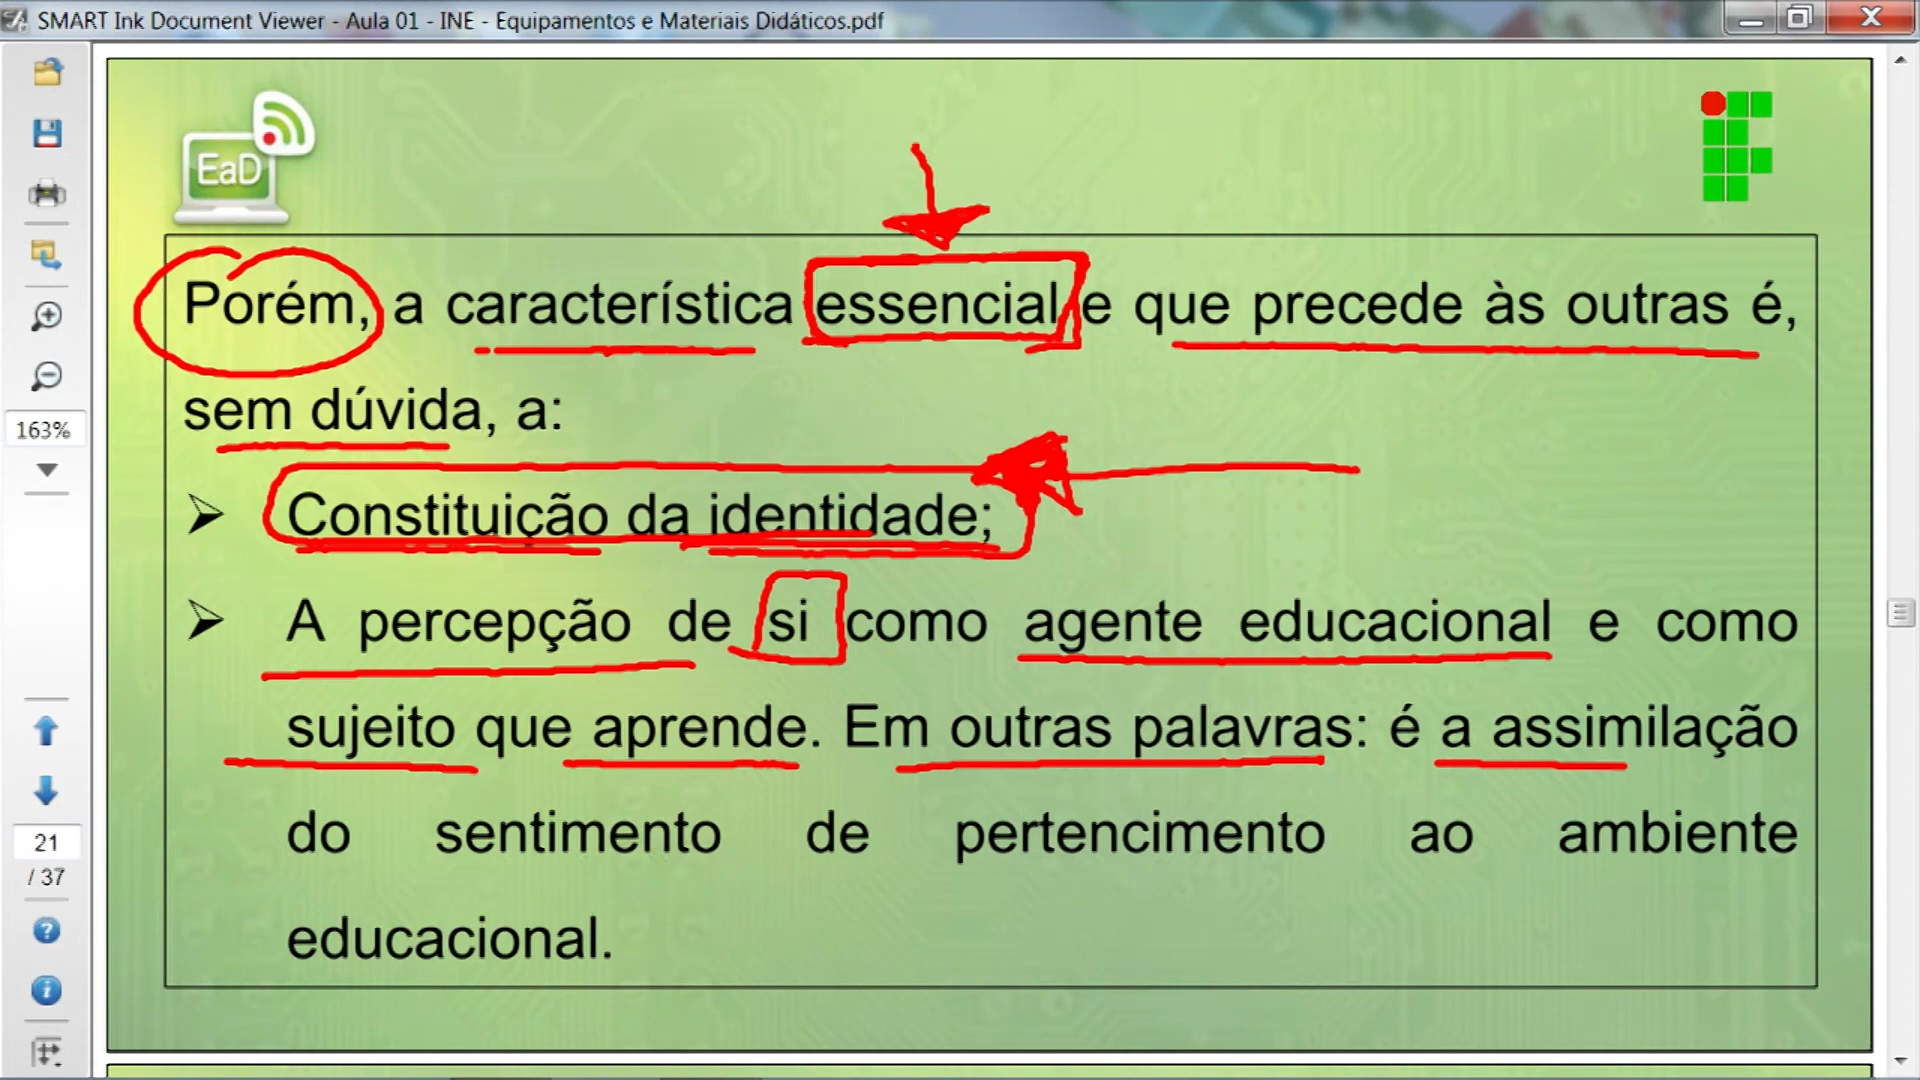 SMART Ink Document Viewer - Aula 01 - INE - Equipamentos e Materiais Didáticos.pdf
EaD
Porém, a característica essencial e que precede às outras é,
sem dúvida, a:
➢ Constituição da identidade;
➢ A percepção de si como agente educacional e como
sujeito que aprende. Em outras palavras: é a assimilação
do sentimento de pertencimento ao ambiente
educacional.
163%
21
/ 37